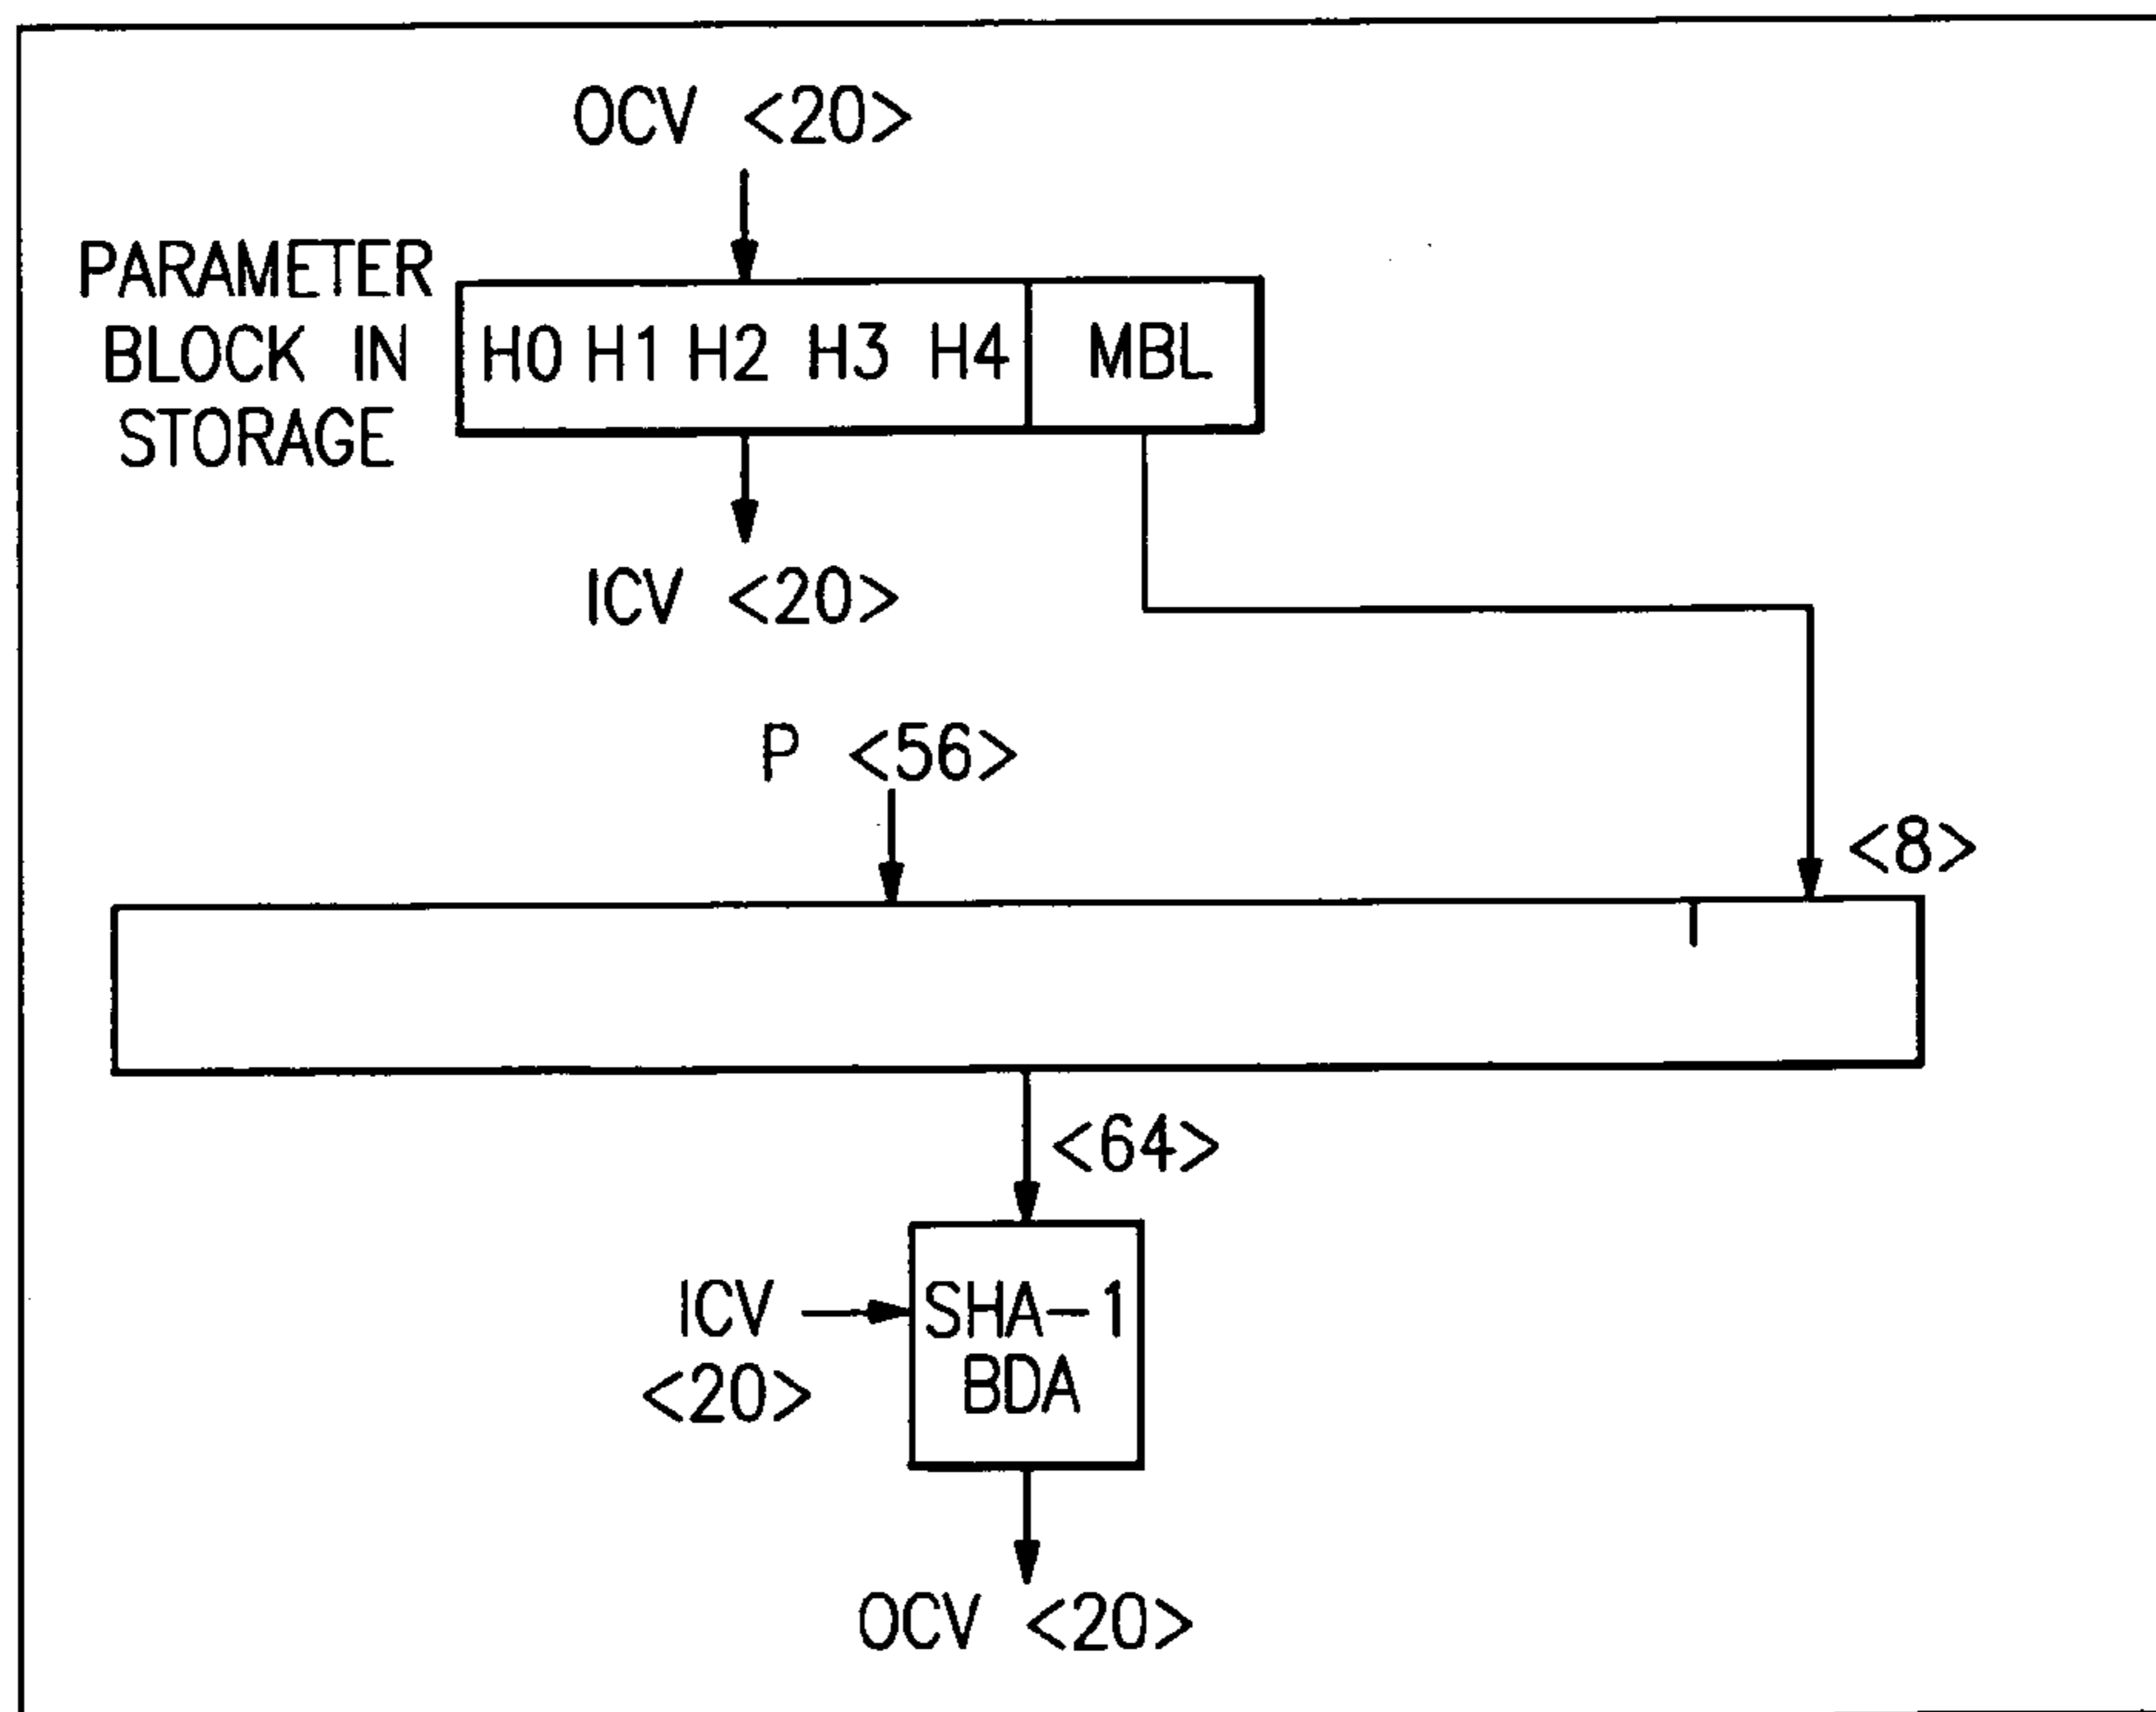 OCV <20>
PARAMETER
BLOCK IN
STORAGE
H0 H1 H2 H3 H4 MBL
ICV <20>
P <56>
<8>
<64>
ICV
<20>
SHA-1
BDA
OCV <20>